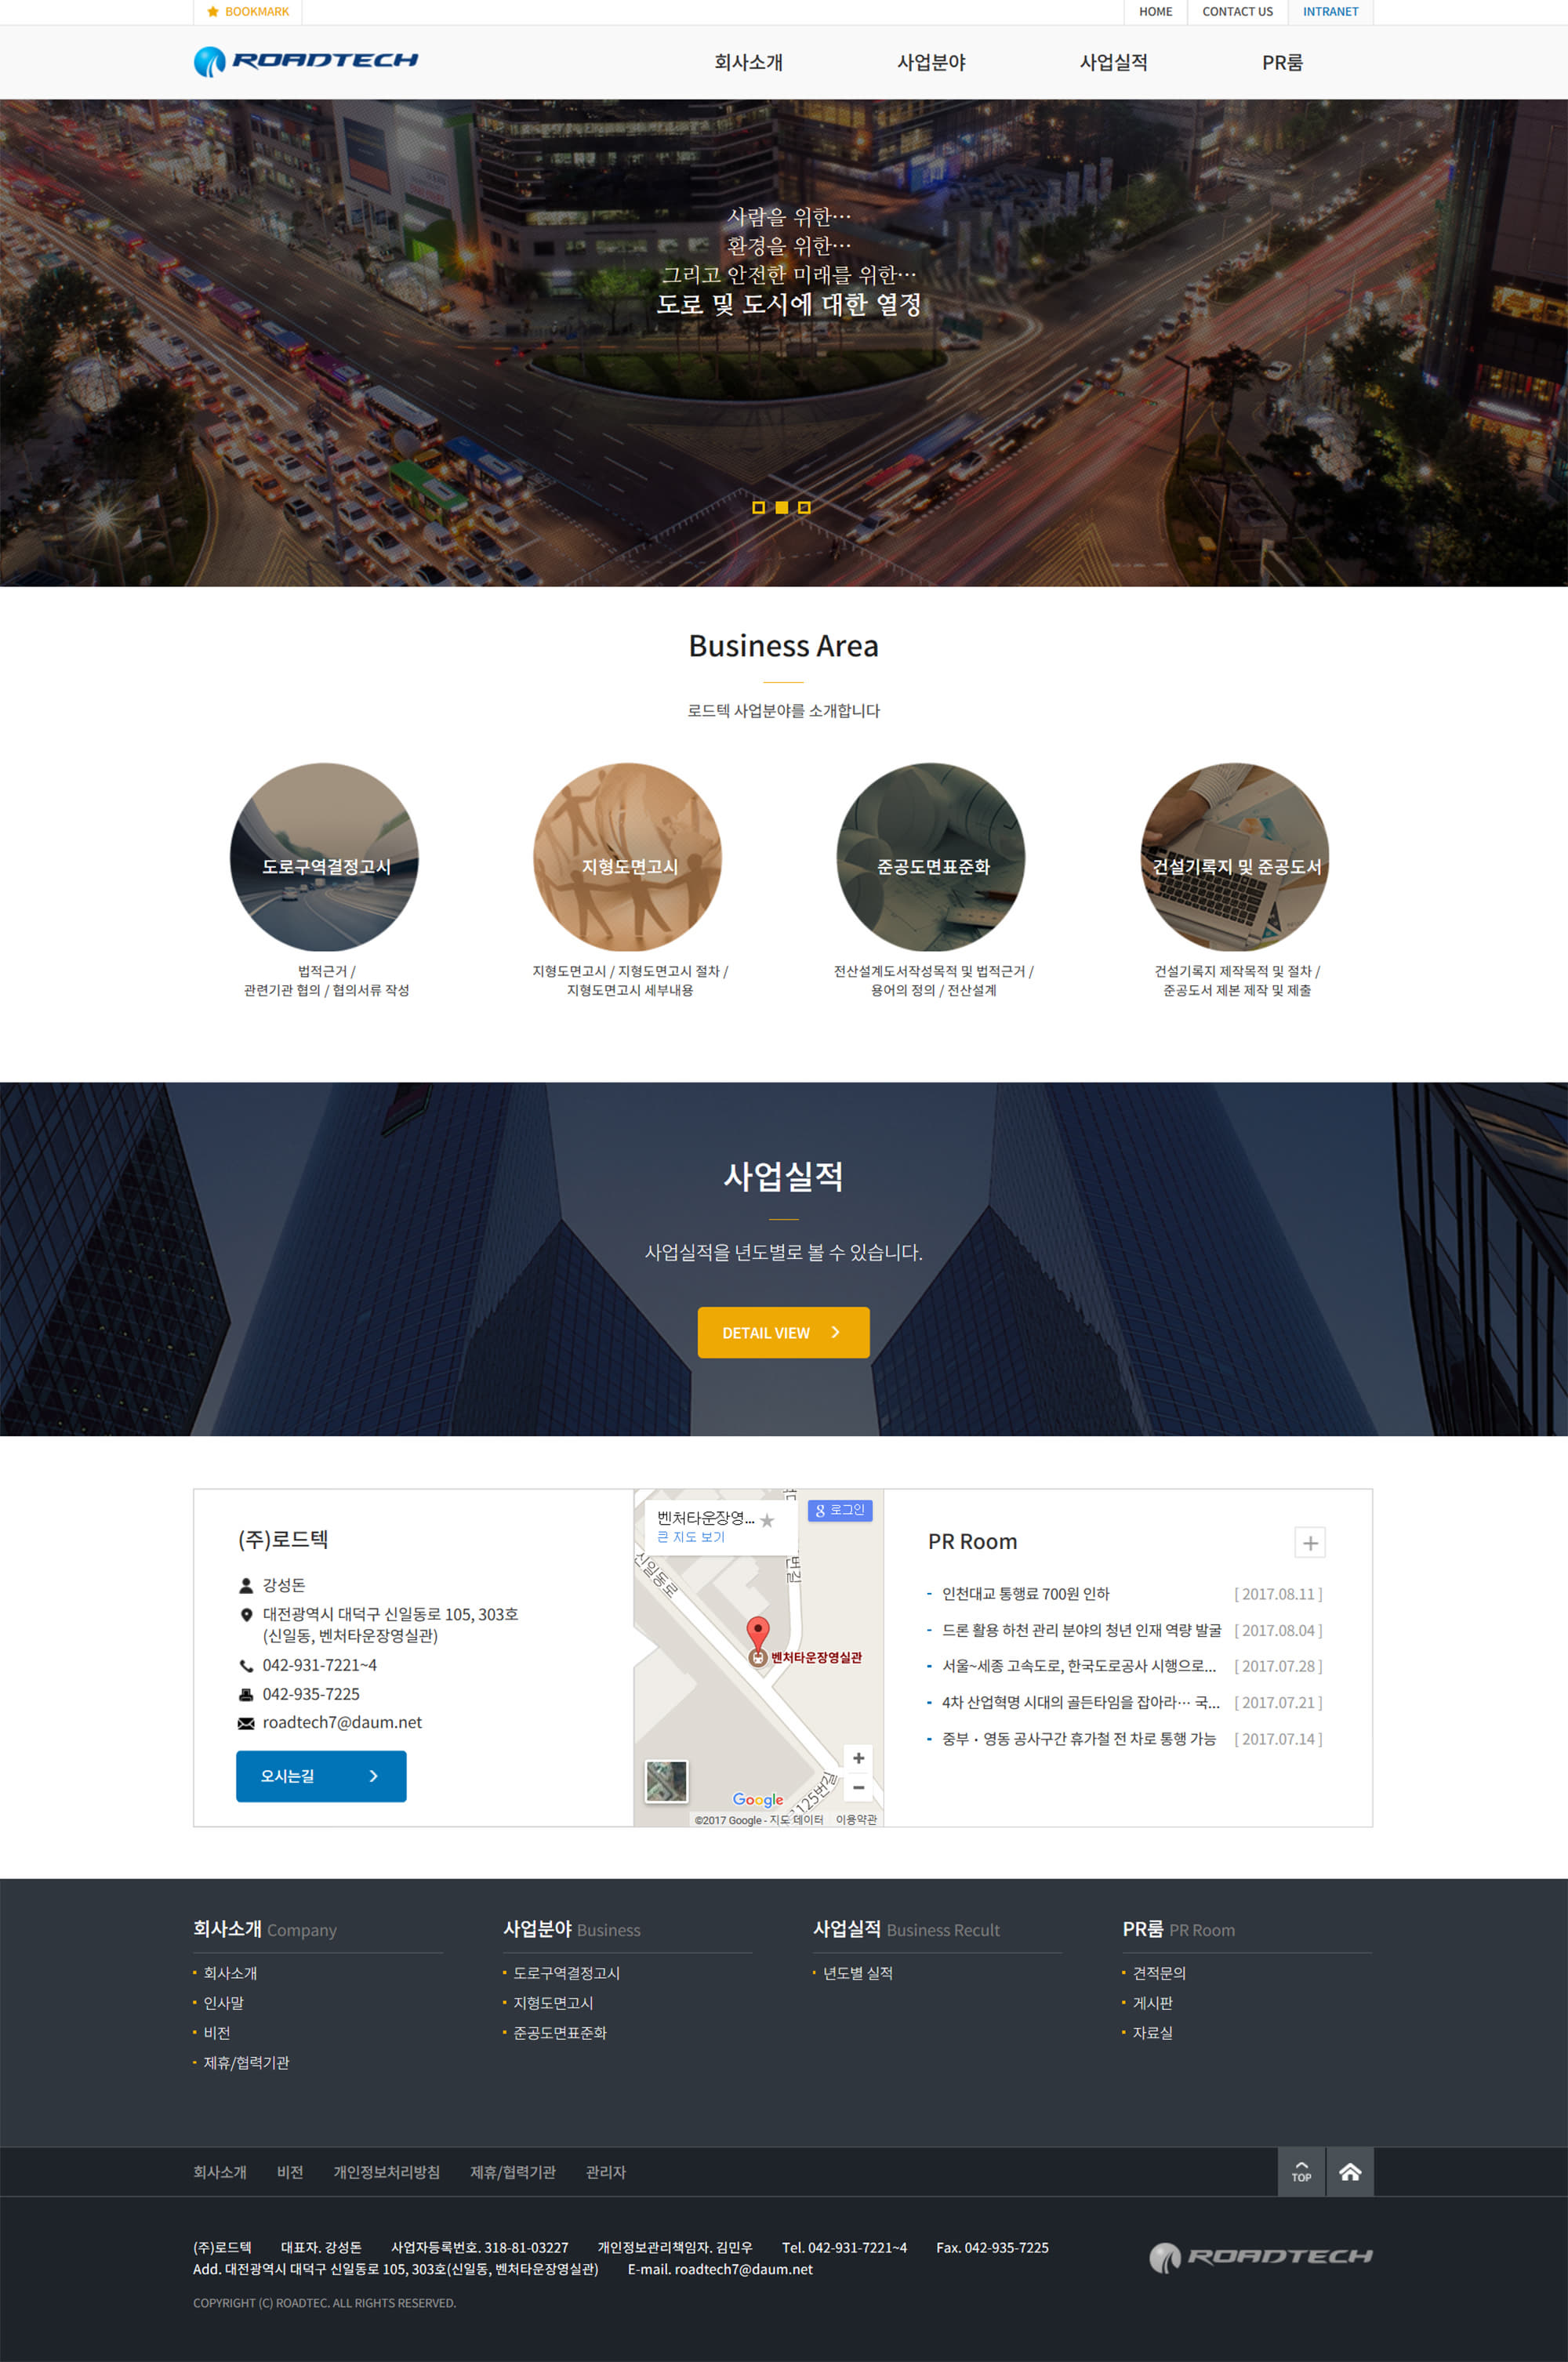 BOOKMARK
HOME
CONTACT US
INTRANET
ROADTECH
회사소개
사업분야
사업실적
PR룸
사람을 위한…
환경을 위한…
그리고 안전한 미래를 위한…
도로 및 도시에 대한 열정
Business Area
로드텍 사업분야를 소개합니다
도로구역결정고시
지형도면고시
준공도면표준화
건설기록지 및 준공도서
법적근거 /
관련기관 협의 / 협의서류 작성
지형도면고시 / 지형도면고시 절차 /
지형도면고시 세부내용
전산설계도서작성목적 및 법적근거 /
용어의 정의 / 전산설계
건설기록지 제작목적 및 절차 /
준공도서 제본 제작 및 제출
사업실적
사업실적을 년도별로 볼 수 있습니다.
DETAIL VIEW
(주)로드텍
강성돈
대전광역시 대덕구 신일동로 105, 303호
(신일동, 벤처타운장영실관)
042-931-7221~4
042-935-7225
roadtech7@daum.net
오시는길
벤처타운장영...
큰 지도 보기
로그인
신일동로
번길
벤처타운장영실관
125번길
Google
©2017 Google - 지도 데이터
이용약관
PR Room
- 인천대교 통행료 700원 인하 [ 2017.08.11 ]
- 드론 활용 하천 관리 분야의 청년 인재 역량 발굴 [ 2017.08.04 ]
- 서울~세종 고속도로, 한국도로공사 시행으로... [ 2017.07.28 ]
- 4차 산업혁명 시대의 골든타임을 잡아라… 국... [ 2017.07.21 ]
- 중부·영동 공사구간 휴가철 전 차로 통행 가능 [ 2017.07.14 ]
회사소개 Company
회사소개
인사말
비전
제휴/협력기관
사업분야 Business
도로구역결정고시
지형도면고시
준공도면표준화
사업실적 Business Recult
년도별 실적
PR룸 PR Room
견적문의
게시판
자료실
회사소개
비전
개인정보처리방침
제휴/협력기관
관리자
TOP
(주)로드텍 대표자. 강성돈 사업자등록번호. 318-81-03227 개인정보관리책임자. 김민우 Tel. 042-931-7221~4 Fax. 042-935-7225
Add. 대전광역시 대덕구 신일동로 105, 303호(신일동, 벤처타운장영실관) E-mail. roadtech7@daum.net
COPYRIGHT (C) ROADTEC. ALL RIGHTS RESERVED.
ROADTECH